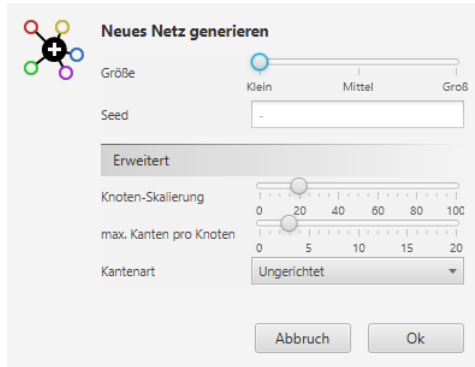 Neues Netz generieren
Größe
Klein Mittel Groß
Seed -
Erweitert
Knoten-Skalierung
0 20 40 60 80 100
max. Kanten pro Knoten
0 5 10 15 20
Kantenart Ungerichtet
Abbruch Ok